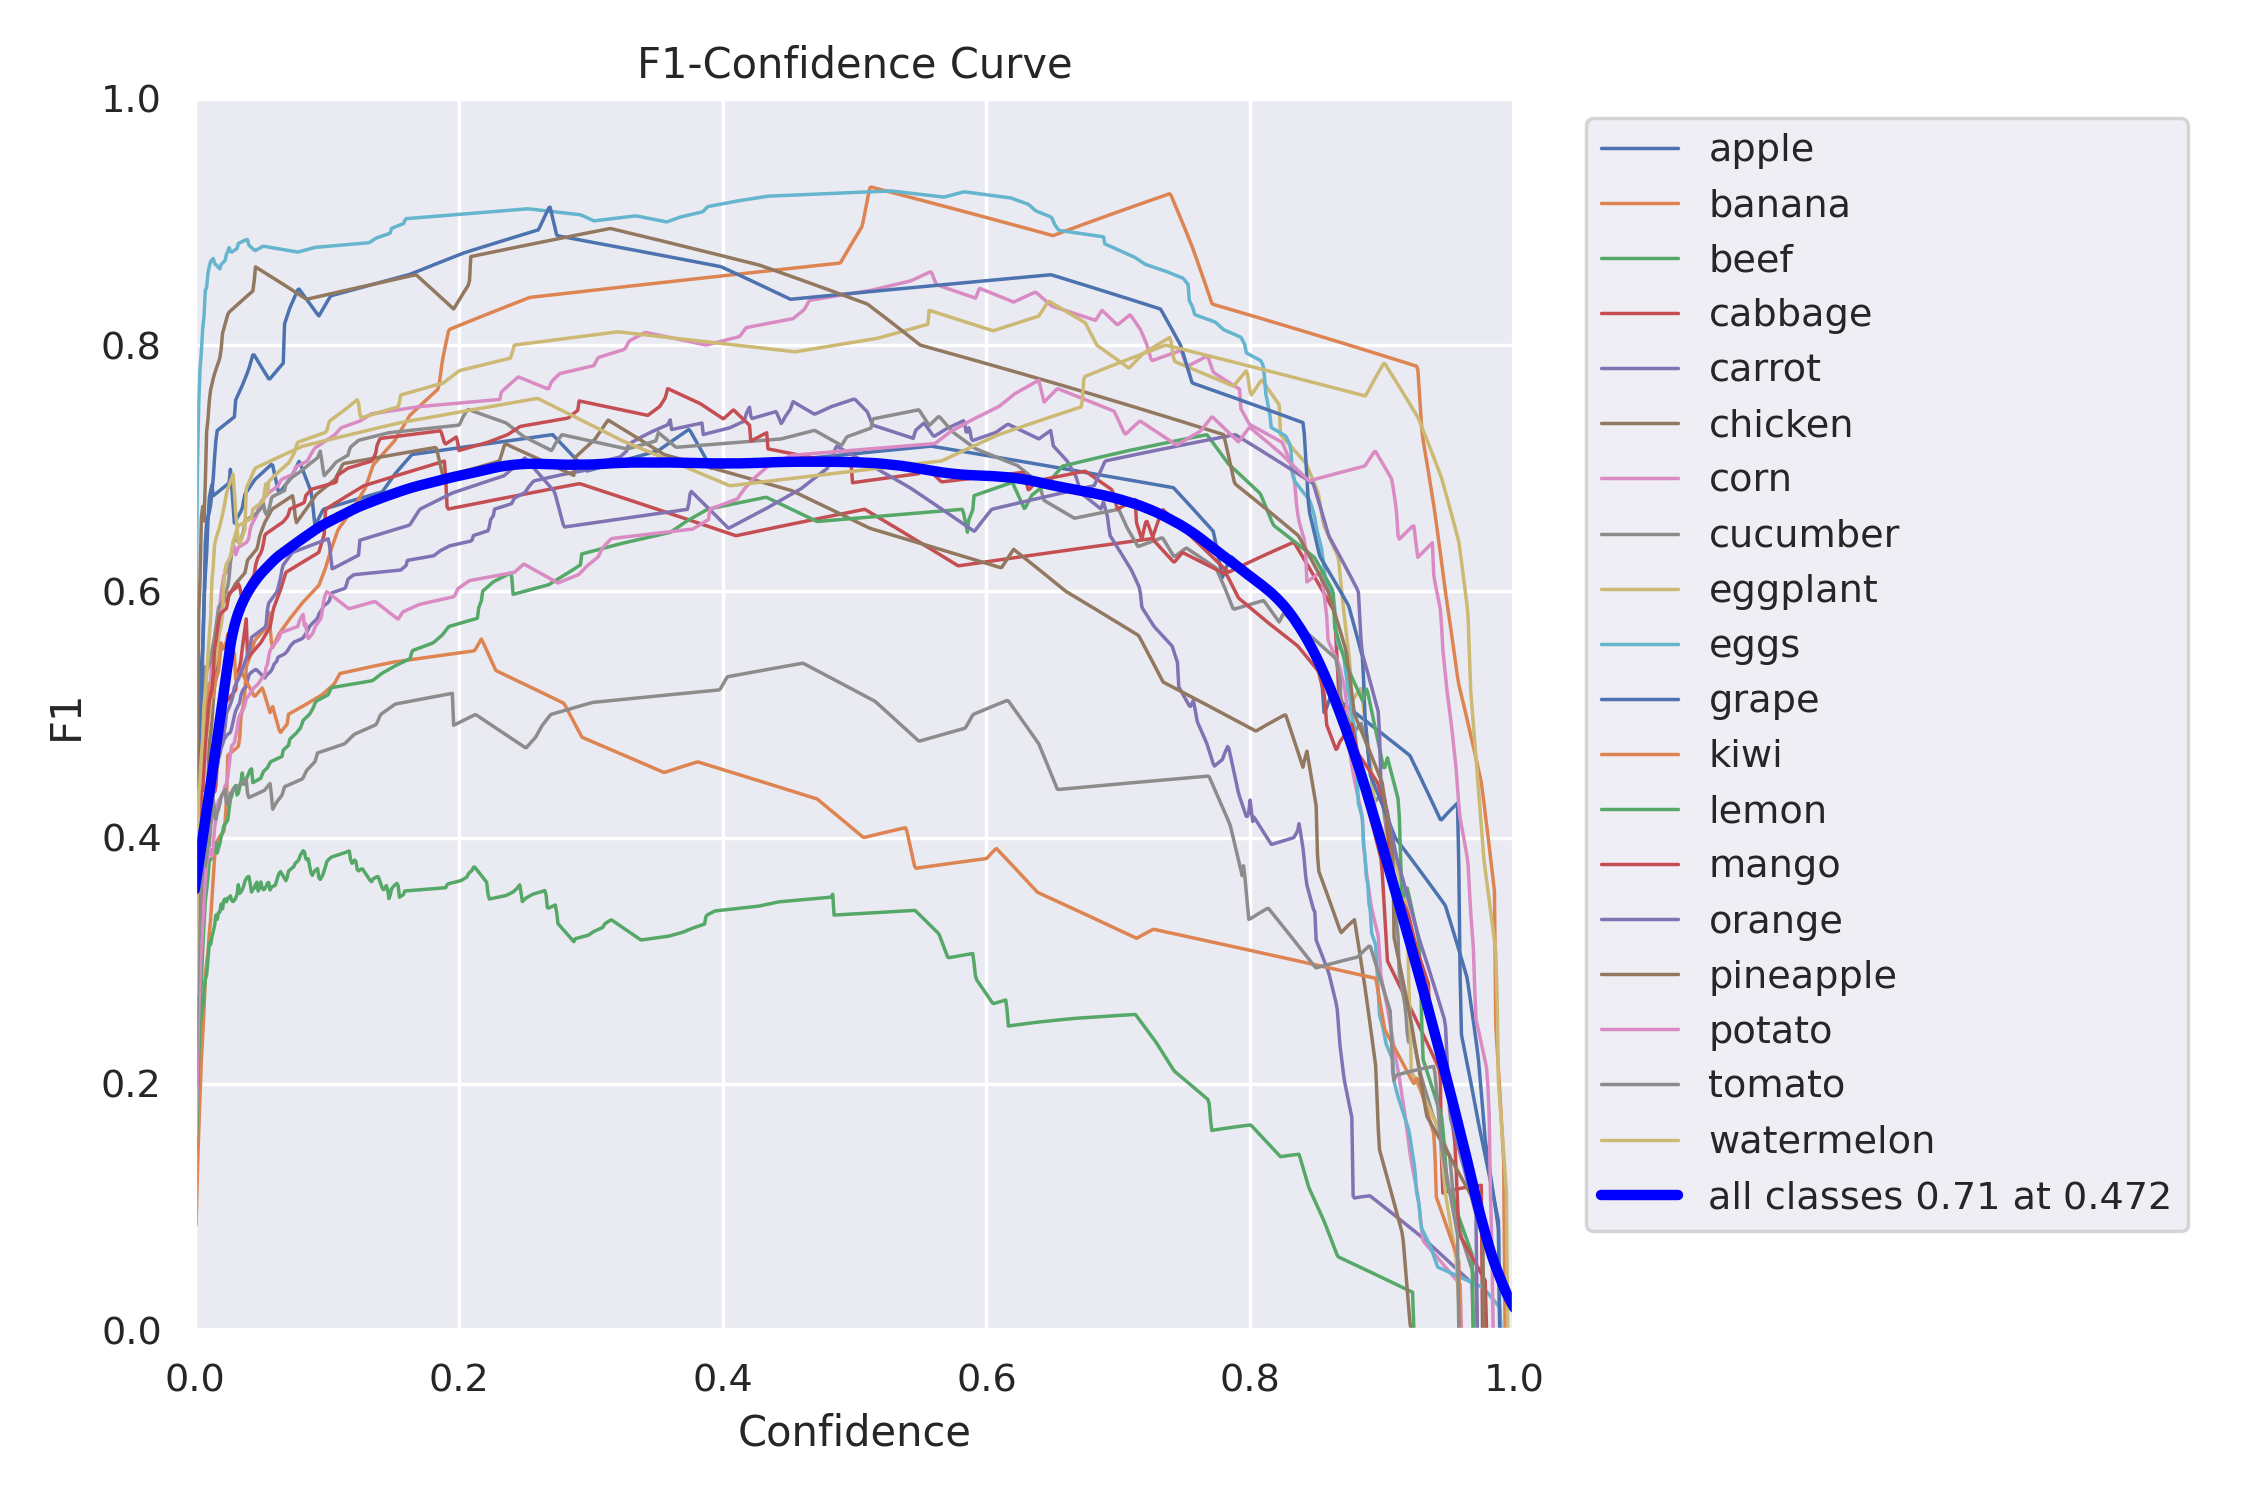 F1-Confidence Curve
1.0
0.8
0.6
0.4
0.2
0.0
F1
0.0 0.2 0.4 0.6 0.8 1.0
Confidence
apple
banana
beef
cabbage
carrot
chicken
corn
cucumber
eggplant
eggs
grape
kiwi
lemon
mango
orange
pineapple
potato
tomato
watermelon
all classes 0.71 at 0.472